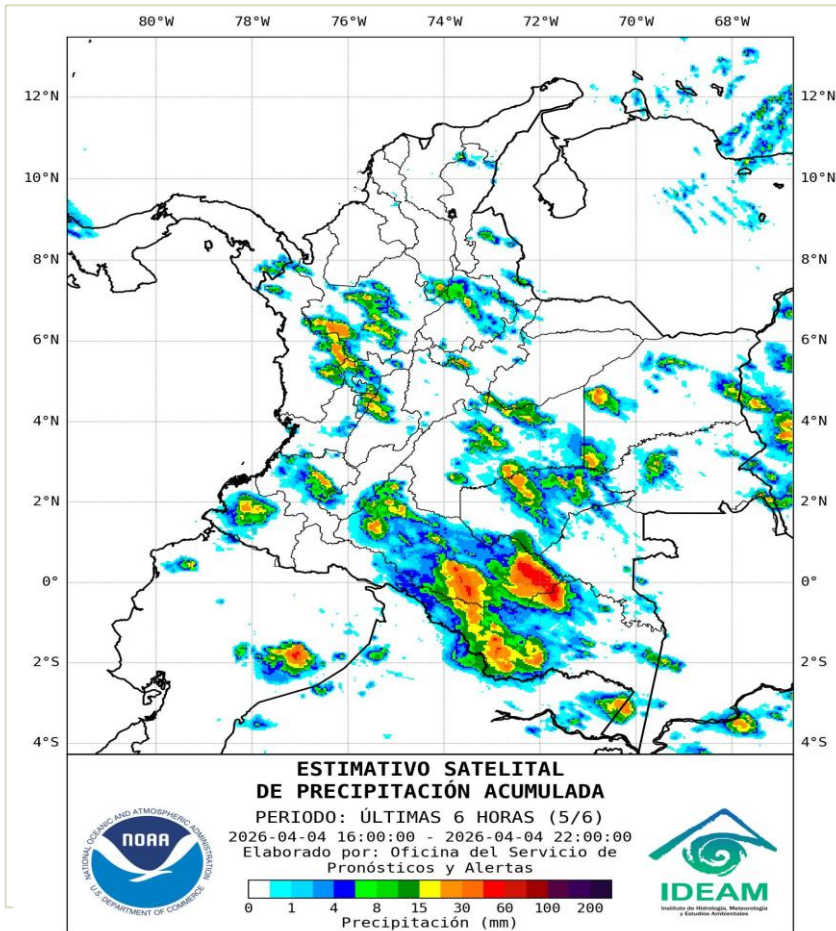 80°W 78°W 76°W 74°W 72°W 70°W 68°W
12°N 12°N
10°N 10°N
8°N 8°N
6°N 6°N
4°N 4°N
2°N 2°N
0° 0°
2°S 2°S
4°S 4°S
ESTIMATIVO SATELITAL
DE PRECIPITACIÓN ACUMULADA
PERIODO: ÚLTIMAS 6 HORAS (5/6)
2026-04-04 16:00:00 - 2026-04-04 22:00:00
Elaborado por: Oficina del Servicio de
Pronósticos y Alertas
0 1 4 8 15 30 60 100 200
Precipitación (mm)
NATIONAL OCEANIC AND ATMOSPHERIC ADMINISTRATION
NOAA
U.S. DEPARTMENT OF COMMERCE
IDEAM
Instituto de Hidrología, Meteorología
y Estudios Ambientales